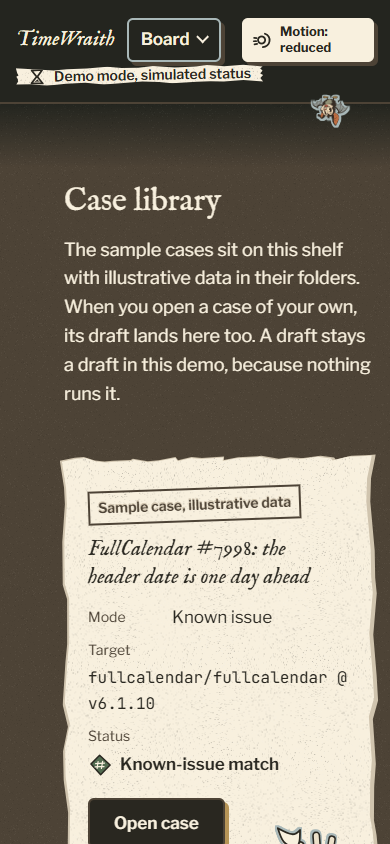 TimeWraith
Board
Motion:
reduced
Demo mode, simulated status
Case library
The sample cases sit on this shelf
with illustrative data in their folders.
When you open a case of your own,
its draft lands here too. A draft stays
a draft in this demo, because nothing
runs it.
Sample case, illustrative data
FullCalendar #7998: the
header date is one day ahead
Mode Known issue
Target
fullcalendar/fullcalendar @
v6.1.10
Status
Known-issue match
Open case